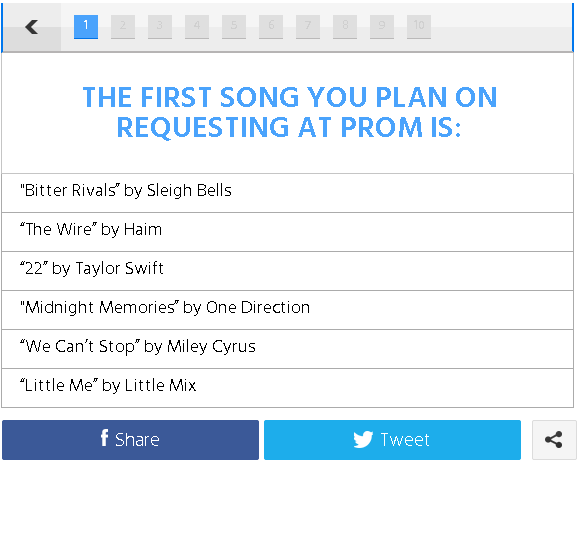 1 2 3 4 5 6 7 8 9 10
THE FIRST SONG YOU PLAN ON
REQUESTING AT PROM IS:
"Bitter Rivals” by Sleigh Bells
“The Wire” by Haim
“22” by Taylor Swift
"Midnight Memories” by One Direction
“We Can’t Stop” by Miley Cyrus
“Little Me” by Little Mix
f Share Tweet